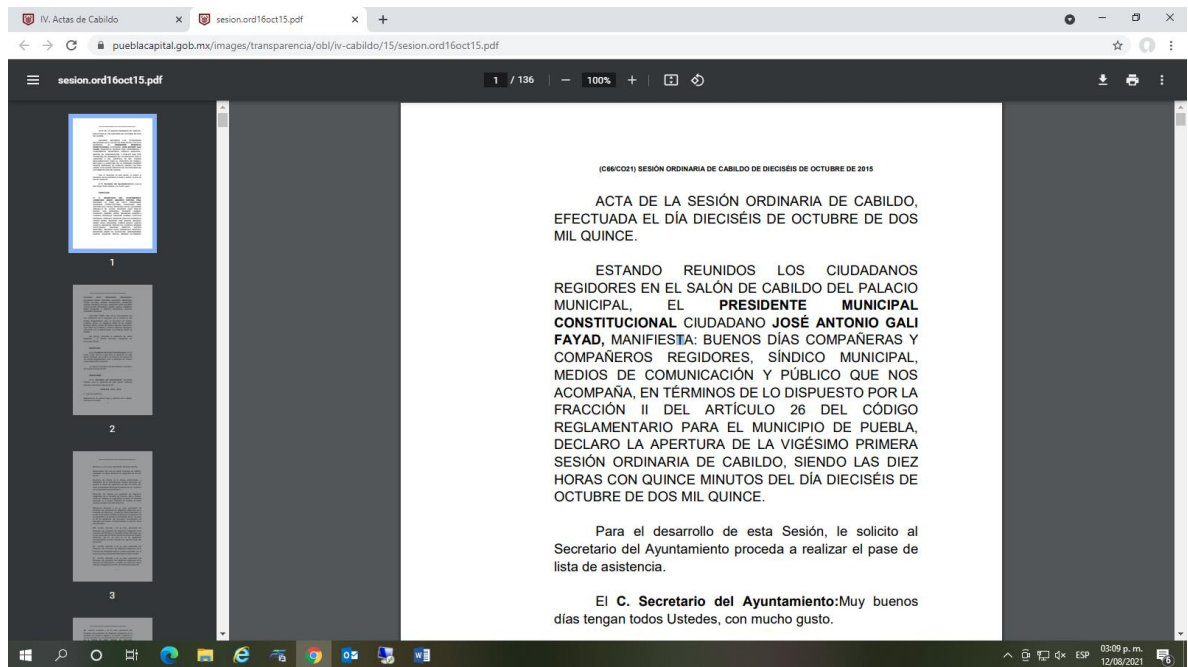 IV. Actas de Cabildo
sesion.ord16oct15.pdf
pueblacapital.gob.mx/images/transparencia/obl/iv-cabildo/15/sesion.ord16oct15.pdf
sesion.ord16oct15.pdf
1 / 136
100%
(C66/CO21) SESIÓN ORDINARIA DE CABILDO DE DIECISÉIS DE OCTUBRE DE 2015
ACTA DE LA SESIÓN ORDINARIA DE CABILDO,
EFECTUADA EL DÍA DIECISÉIS DE OCTUBRE DE DOS
MIL QUINCE.
ESTANDO REUNIDOS LOS CIUDADANOS
REGIDORES EN EL SALÓN DE CABILDO DEL PALACIO
MUNICIPAL, EL PRESIDENTE MUNICIPAL
CONSTITUCIONAL CIUDADANO JOSÉ ANTONIO GALI
FAYAD, MANIFIESTA: BUENOS DÍAS COMPAÑERAS Y
COMPAÑEROS REGIDORES, SÍNDICO MUNICIPAL,
MEDIOS DE COMUNICACIÓN Y PÚBLICO QUE NOS
ACOMPAÑA, EN TÉRMINOS DE LO DISPUESTO POR LA
FRACCIÓN II DEL ARTÍCULO 26 DEL CÓDIGO
REGLAMENTARIO PARA EL MUNICIPIO DE PUEBLA,
DECLARO LA APERTURA DE LA VIGÉSIMO PRIMERA
SESIÓN ORDINARIA DE CABILDO, SIENDO LAS DIEZ
HORAS CON QUINCE MINUTOS DEL DÍA DIECISÉIS DE
OCTUBRE DE DOS MIL QUINCE.
Para el desarrollo de esta Sesión, le solicito al
Secretario del Ayuntamiento proceda a realizar el pase de
lista de asistencia.
El C. Secretario del Ayuntamiento:Muy buenos
días tengan todos Ustedes, con mucho gusto.
1
2
3
ESP
03:09 p. m.
12/08/2021
6